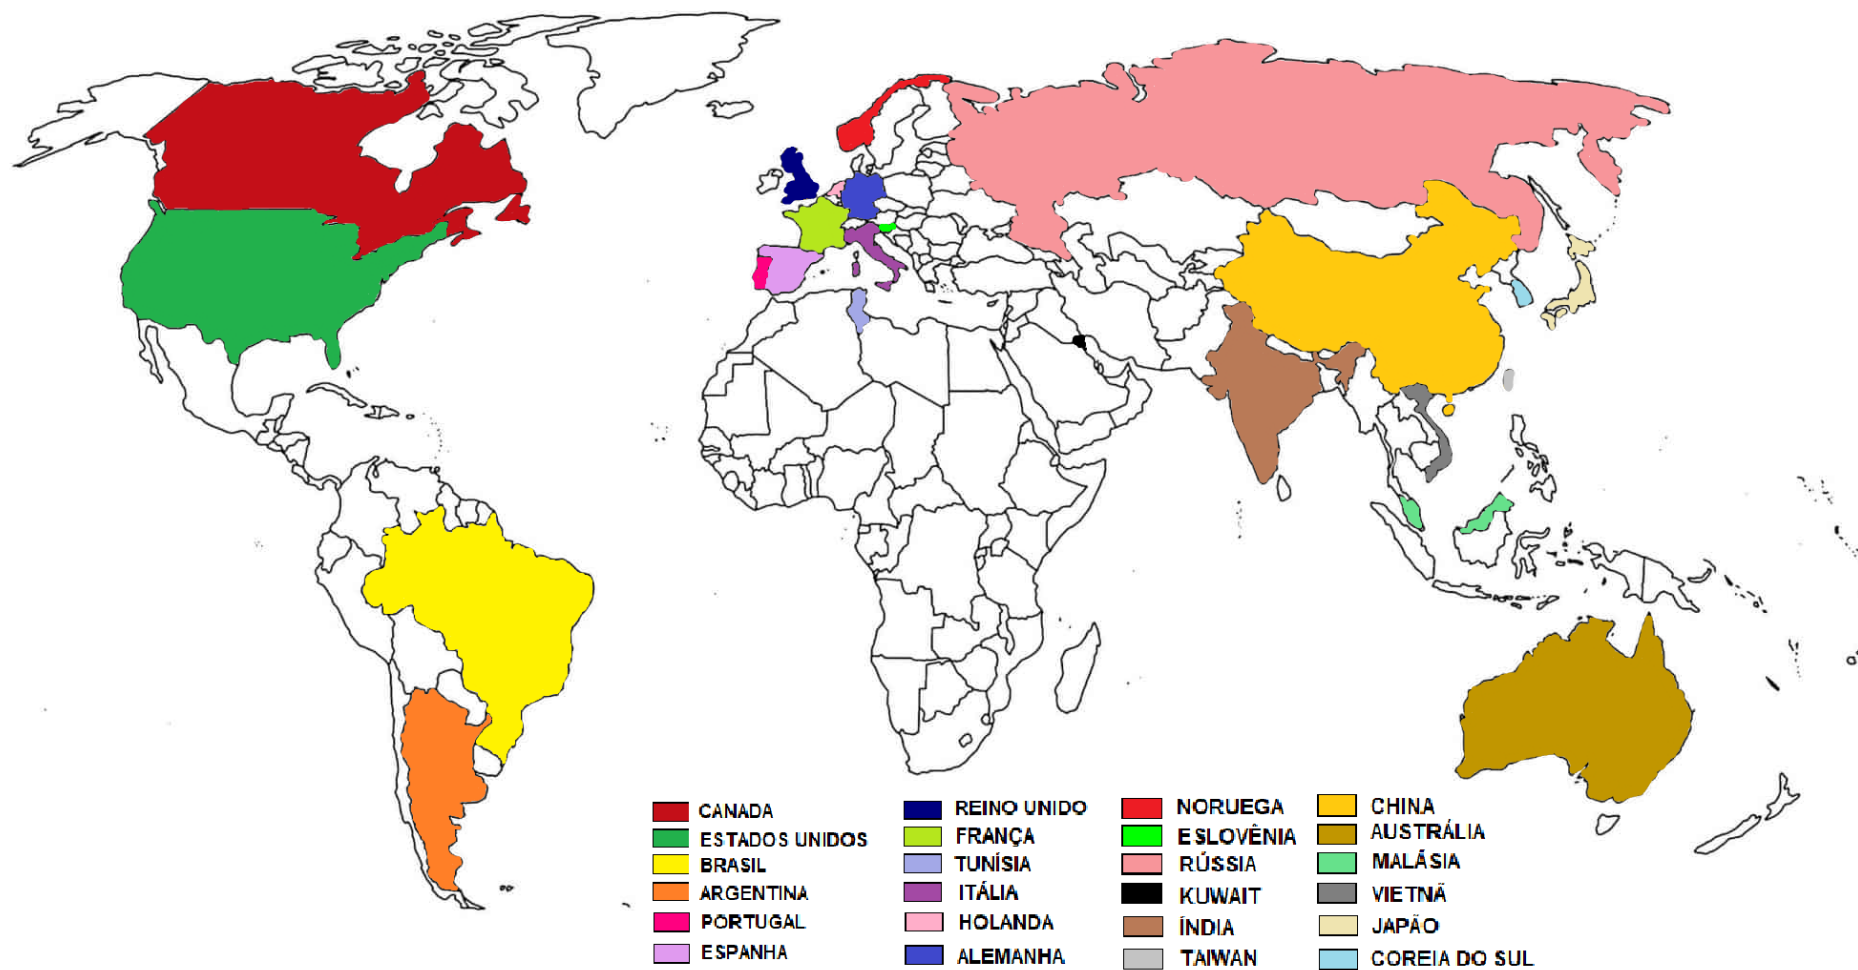 CANADA
ESTADOS UNIDOS
BRASIL
ARGENTINA
PORTUGAL
ESPANHA
REINO UNIDO
FRANÇA
TUNÍSIA
ITÁLIA
HOLANDA
ALEMANHA
NORUEGA
ESLOVÊNIA
RÚSSIA
KUWAIT
ÍNDIA
TAIWAN
CHINA
AUSTRÁLIA
MALÁSIA
VIETNÃ
JAPÃO
COREIA DO SUL